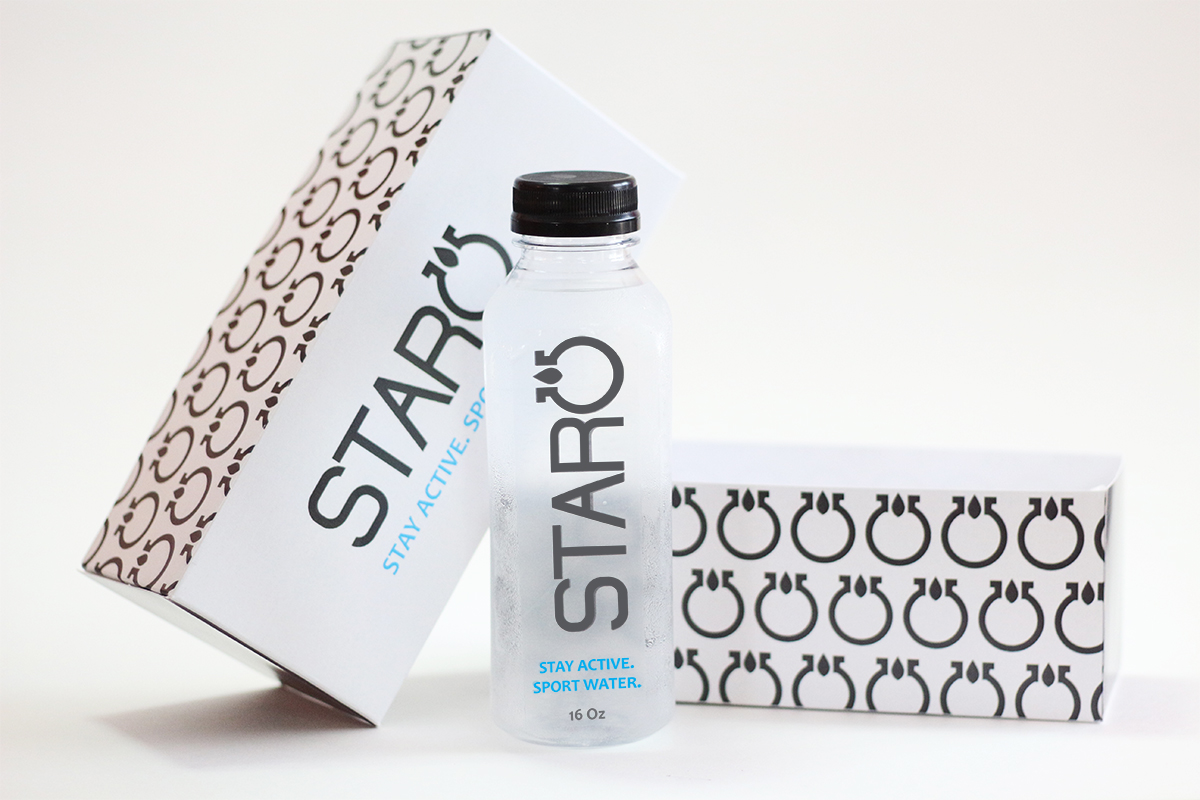 STARO
STAY ACTIVE. SPO
STARO
STAY ACTIVE.
SPORT WATER.
16 Oz